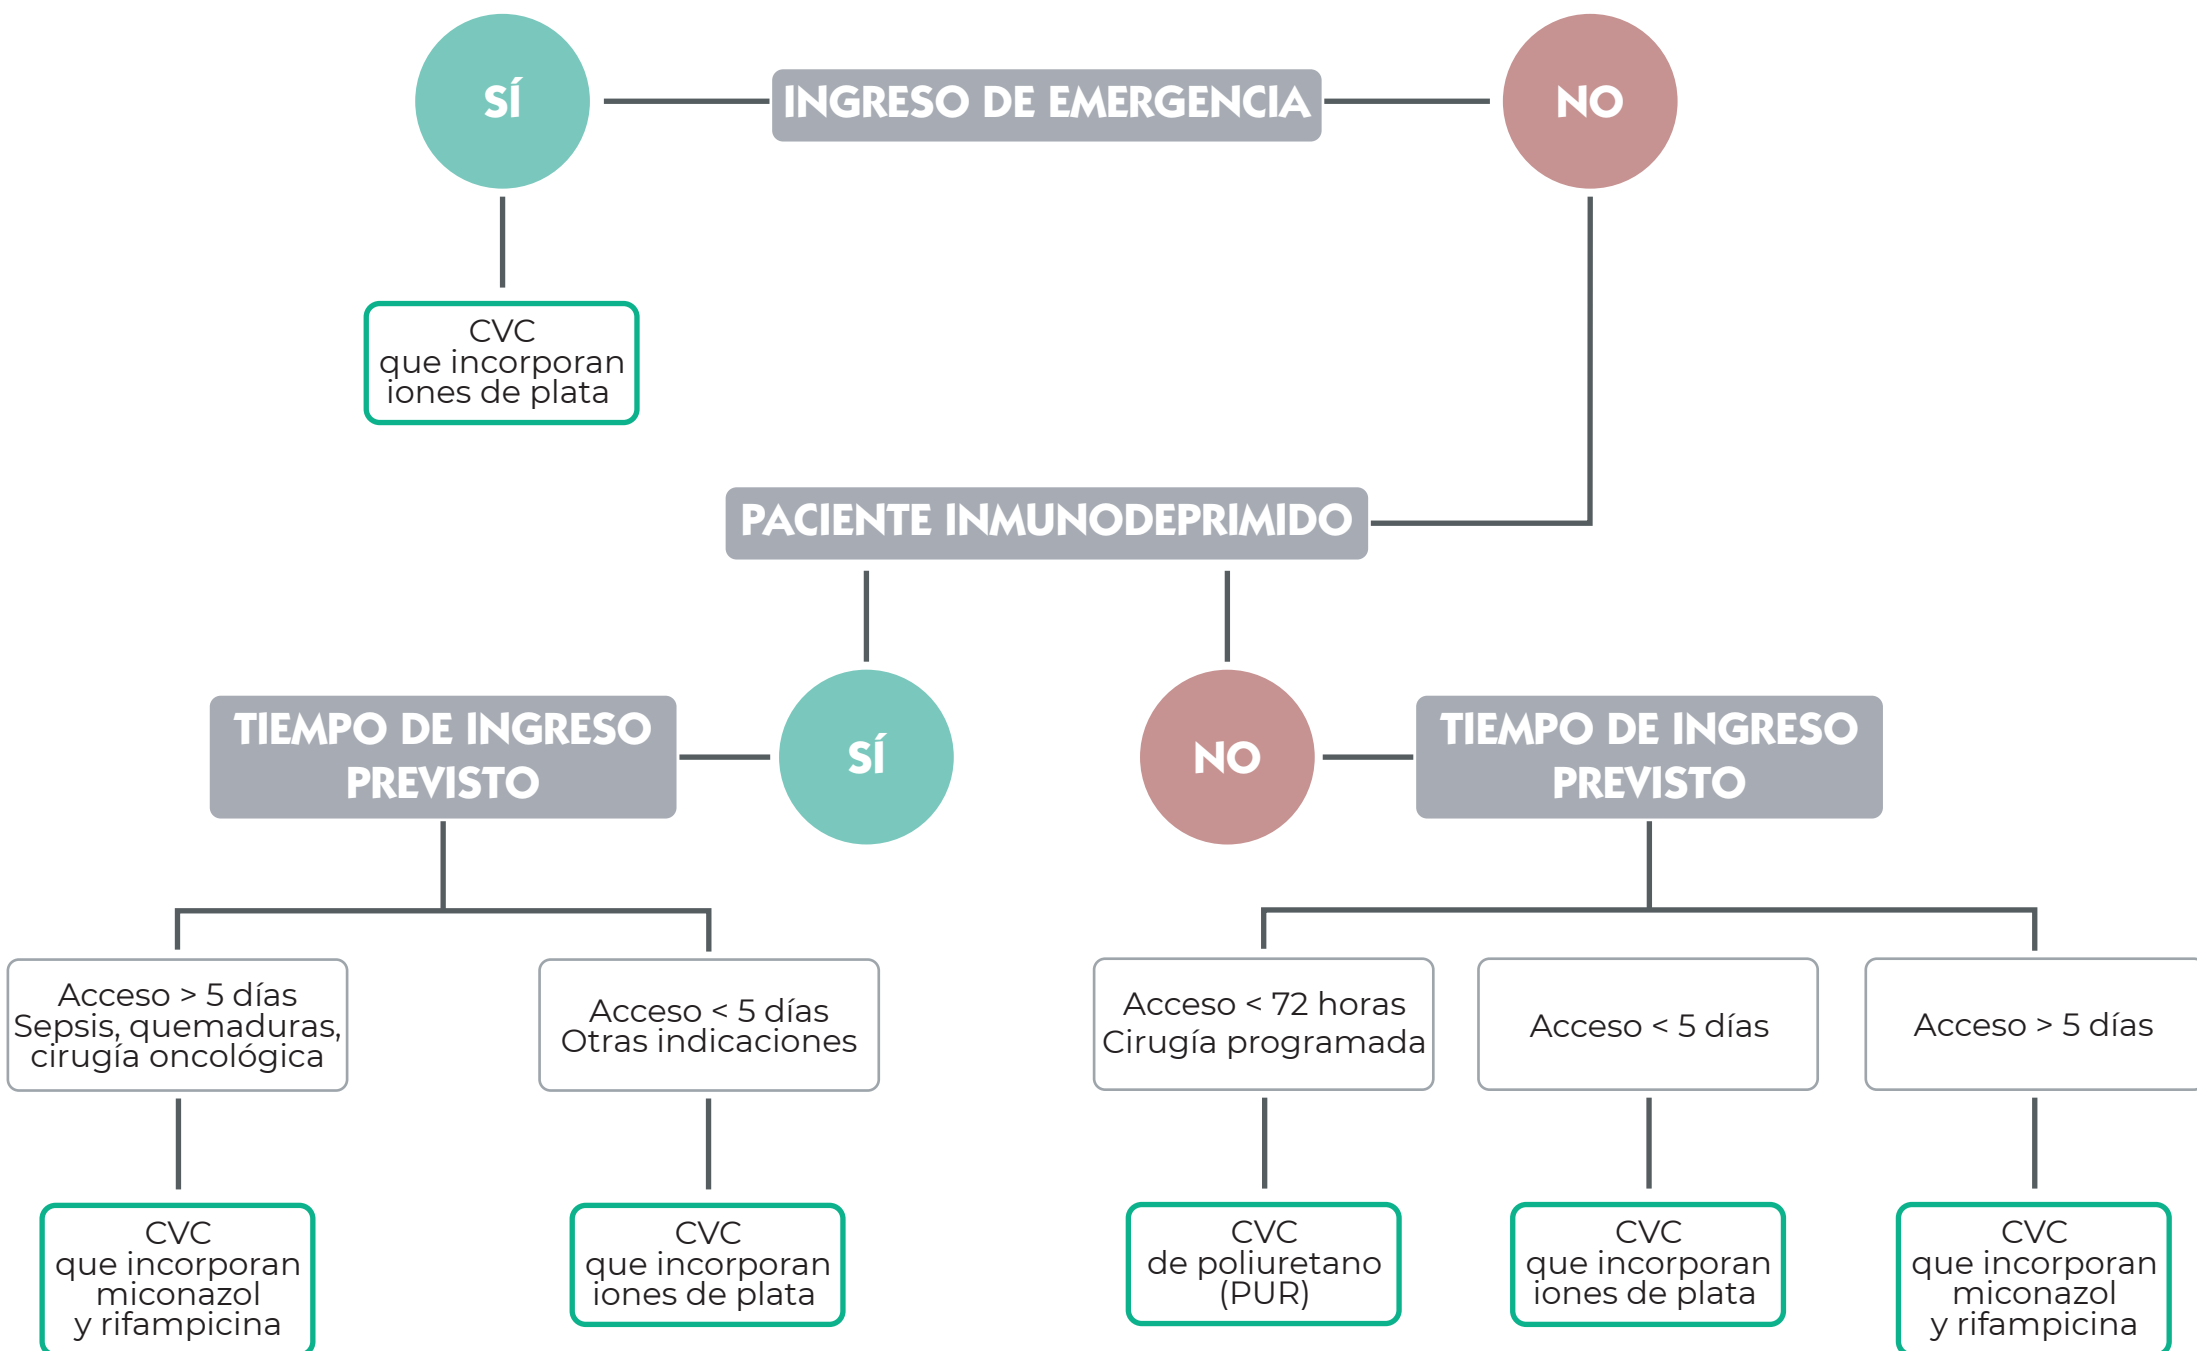 SÍ
INGRESO DE EMERGENCIA
NO
CVC
que incorporan
iones de plata
PACIENTE INMUNODEPRIMIDO
TIEMPO DE INGRESO
PREVISTO
SÍ
NO
TIEMPO DE INGRESO
PREVISTO
Acceso > 5 días
Sepsis, quemaduras,
cirugía oncológica
Acceso < 5 días
Otras indicaciones
Acceso < 72 horas
Cirugía programada
Acceso < 5 días
Acceso > 5 días
CVC
que incorporan
miconazol
y rifampicina
CVC
que incorporan
iones de plata
CVC
de poliuretano
(PUR)
CVC
que incorporan
iones de plata
CVC
que incorporan
miconazol
y rifampicina